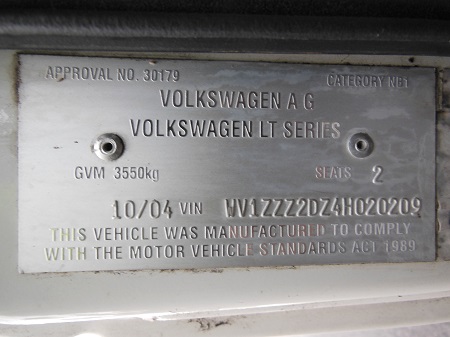 APPROVAL NO. 30179 CATEGORY NB1
VOLKSWAGEN A G
VOLKSWAGEN LT SERIES
GVM 3550kg SEATS 2
10/04 VIN WV1ZZZ2DZ4H020209
THIS VEHICLE WAS MANUFACTURED TO COMPLY
WITH THE MOTOR VEHICLE STANDARDS ACT 1989